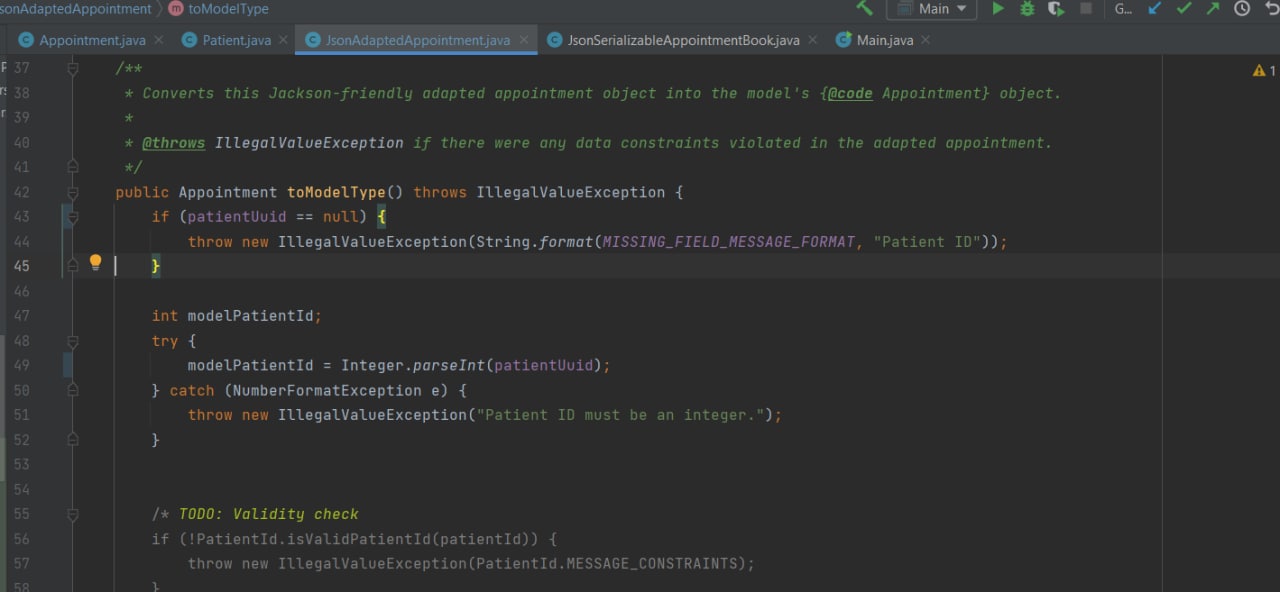 sonAdaptedAppointment > toModelType
Main
G...
Appointment.java
Patient.java
JsonAdaptedAppointment.java
JsonSerializableAppointmentBook.java
Main.java
1
37 /**
38 * Converts this Jackson-friendly adapted appointment object into the model's {@code Appointment} object.
39 *
40 * @throws IllegalValueException if there were any data constraints violated in the adapted appointment.
41 */
42 public Appointment toModelType() throws IllegalValueException {
43 if (patientUuid == null) {
44 throw new IllegalValueException(String.format(MISSING_FIELD_MESSAGE_FORMAT, "Patient ID"));
45 }
46
47 int modelPatientId;
48 try {
49 modelPatientId = Integer.parseInt(patientUuid);
50 } catch (NumberFormatException e) {
51 throw new IllegalValueException("Patient ID must be an integer.");
52 }
53
54
55 /* TODO: Validity check
56 if (!PatientId.isValidPatientId(patientId)) {
57 throw new IllegalValueException(PatientId.MESSAGE_CONSTRAINTS);
58 }